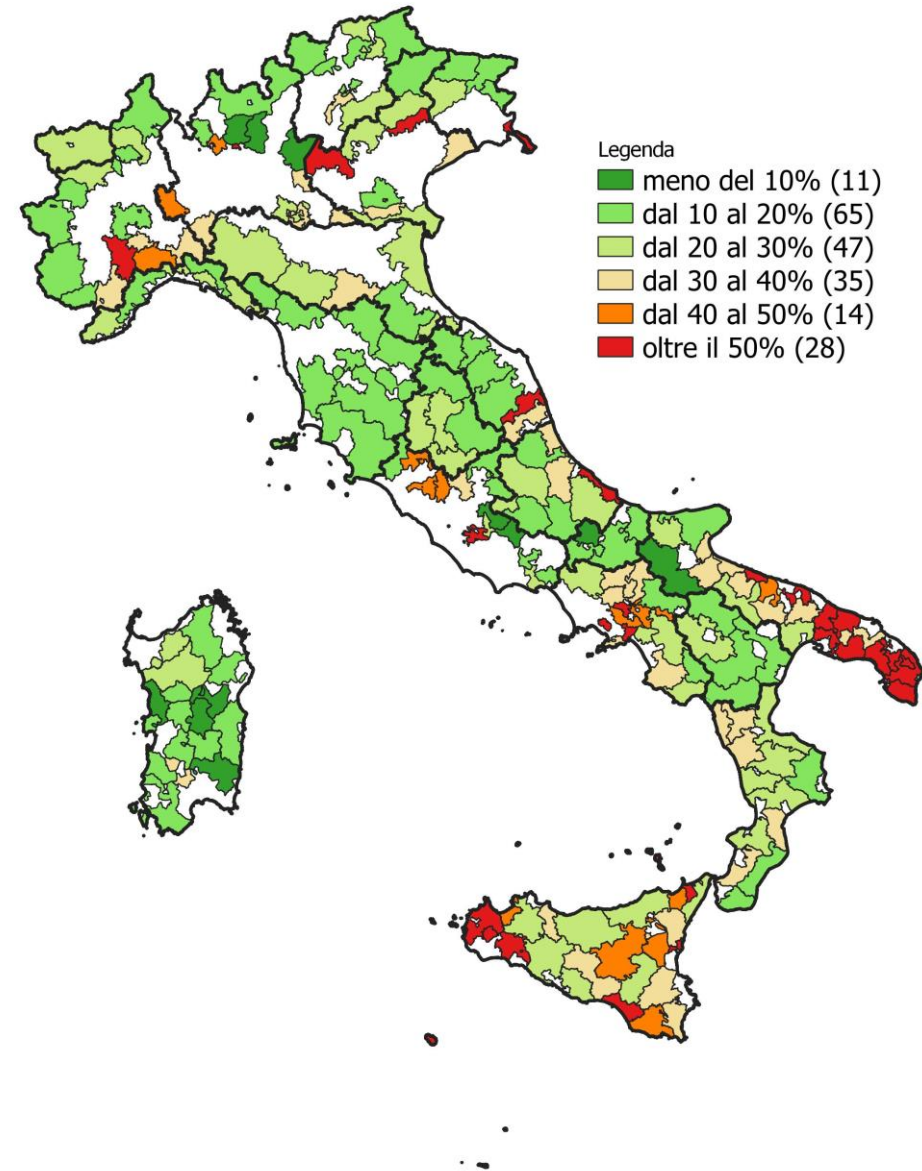 Legenda
meno del 10% (11)
dal 10 al 20% (65)
dal 20 al 30% (47)
dal 30 al 40% (35)
dal 40 al 50% (14)
oltre il 50% (28)